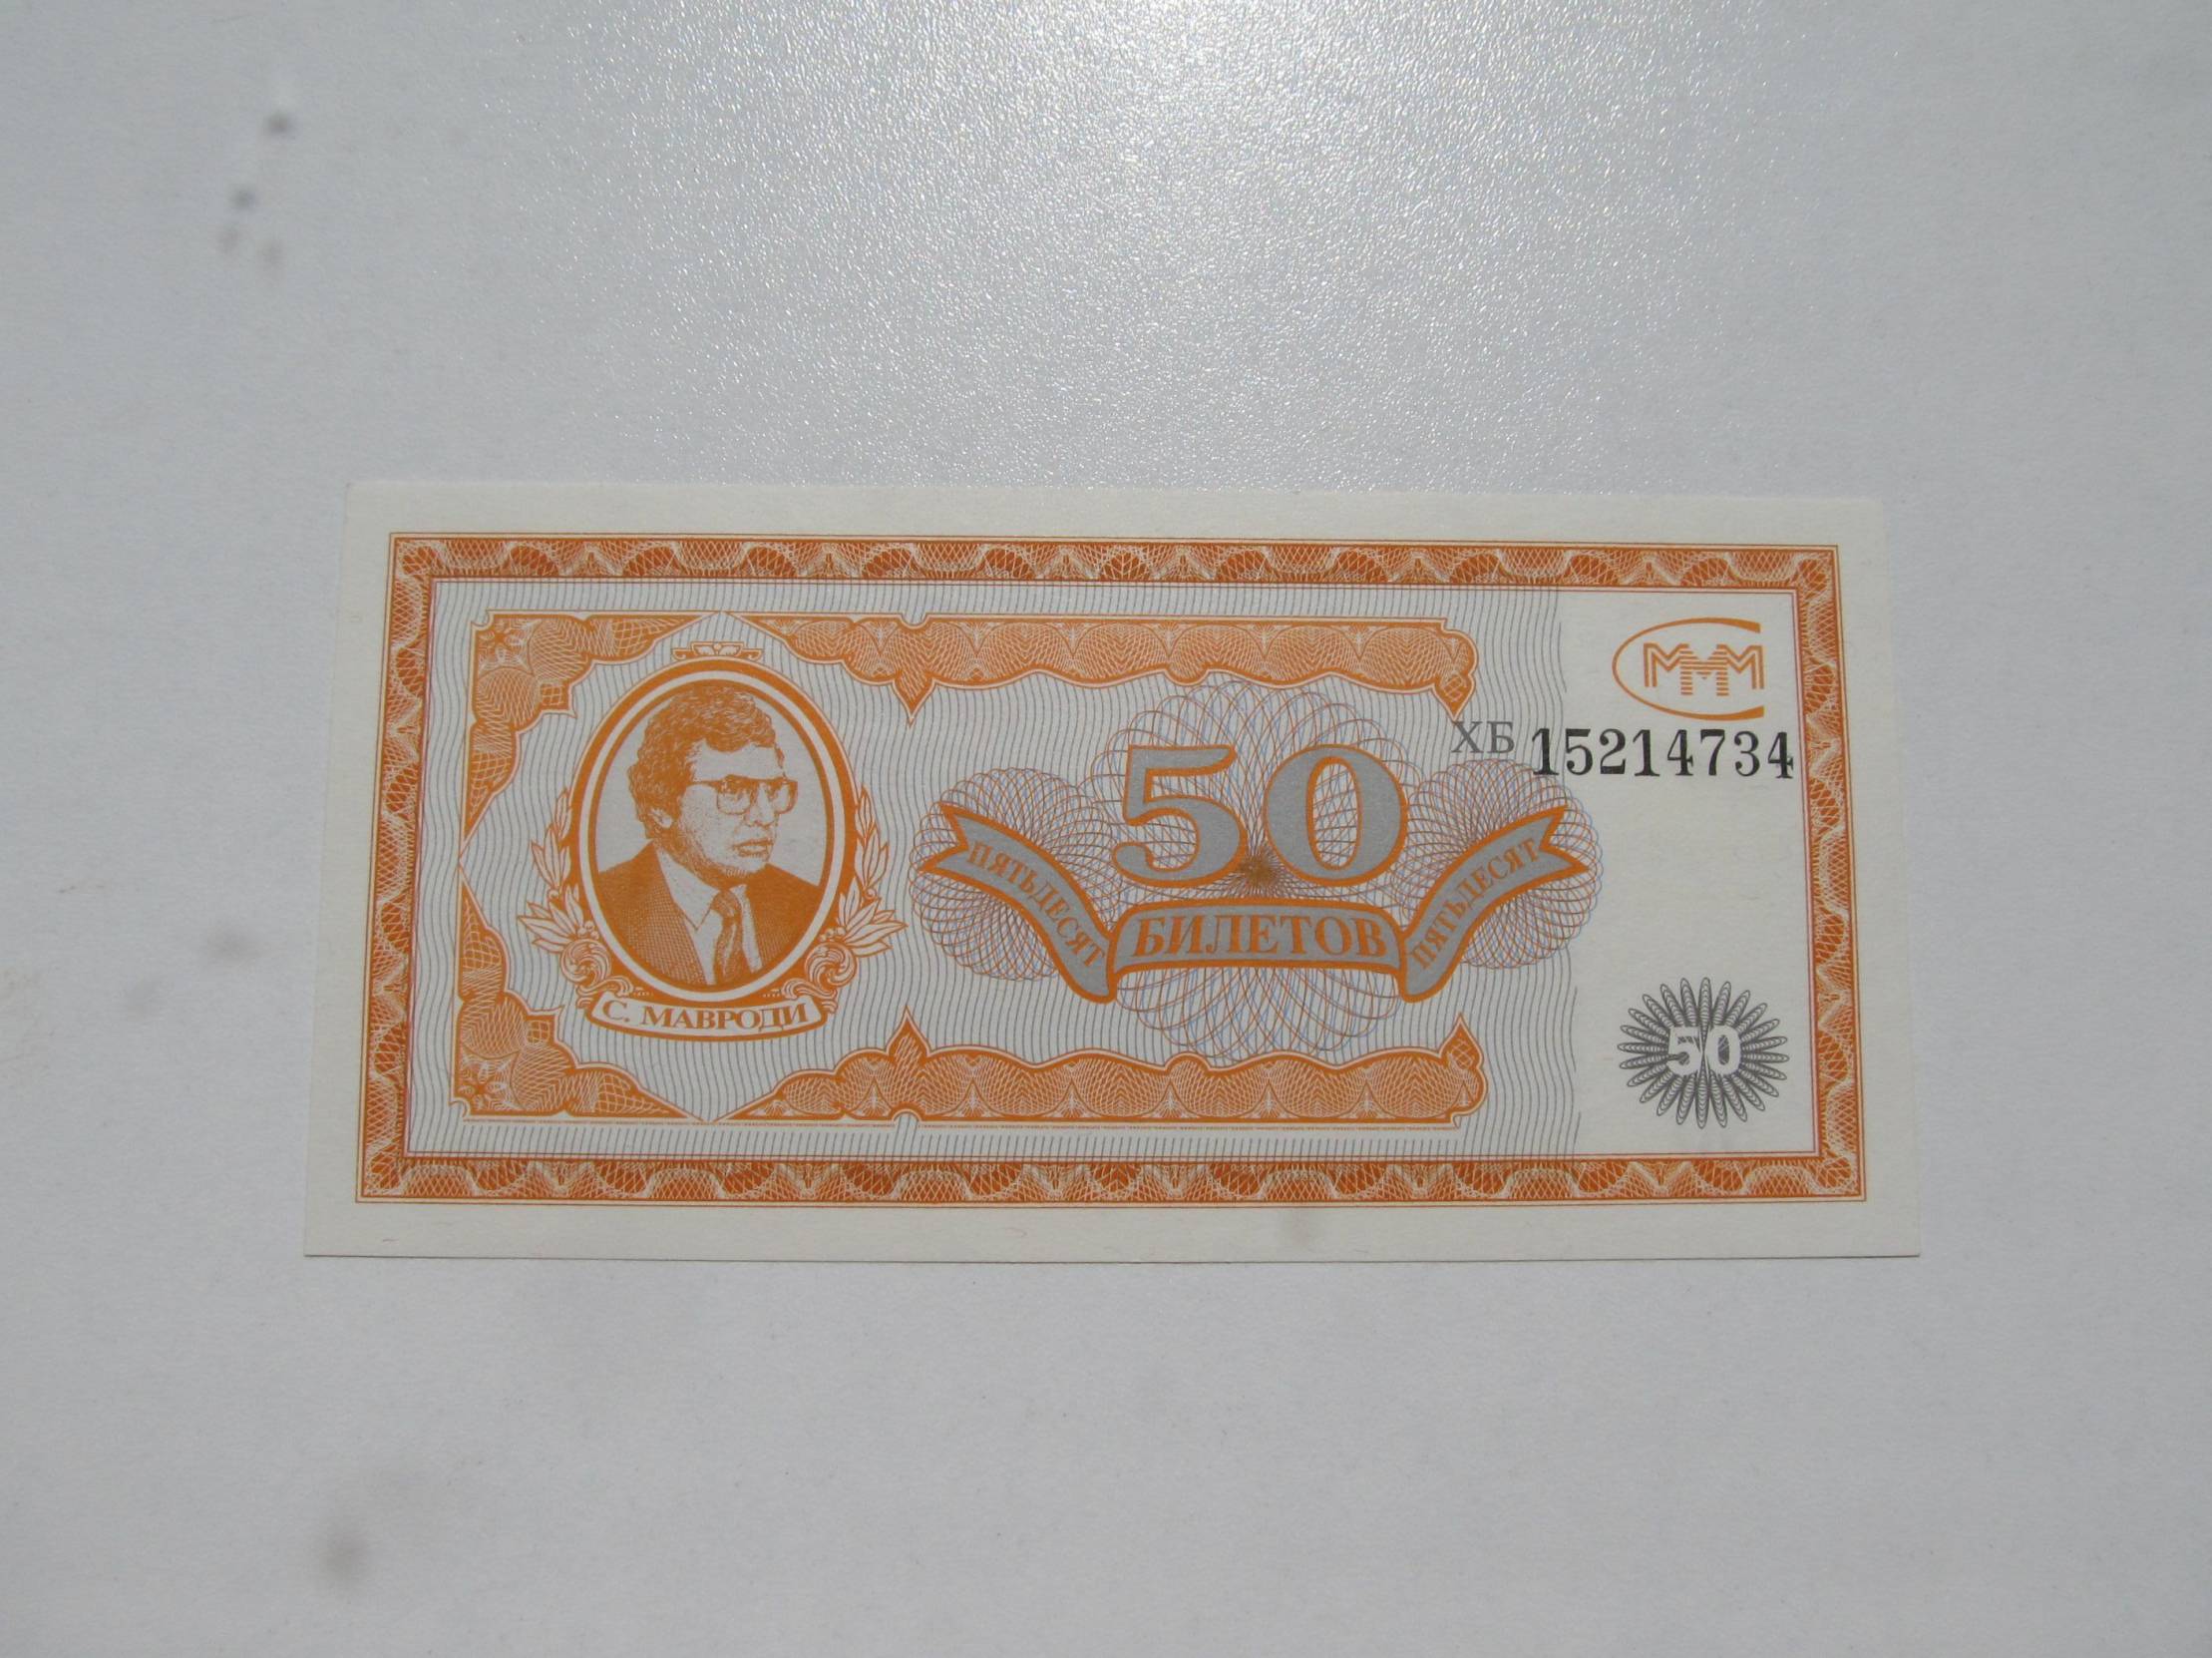 МММ
ХБ 15214734
50
ПЯТЬДЕСЯТ БИЛЕТОВ ПЯТЬДЕСЯТ
С. МАВРОДИ
50